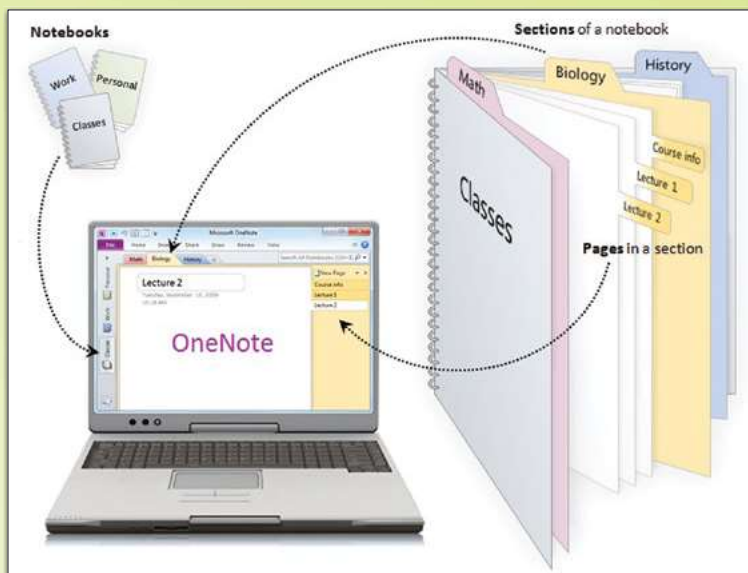 Notebooks
Work
Personal
Classes
Sections of a notebook
Math
Biology
History
Course info
Lecture 1
Lecture 2
Classes
Pages in a section
Microsoft OneNote
File
Home
Share
Draw
Review
View
Math
Biology
History
New Page
Personal
Work
Classes
Lecture 2
Course info
Lecture 1
Lecture 2
OneNote